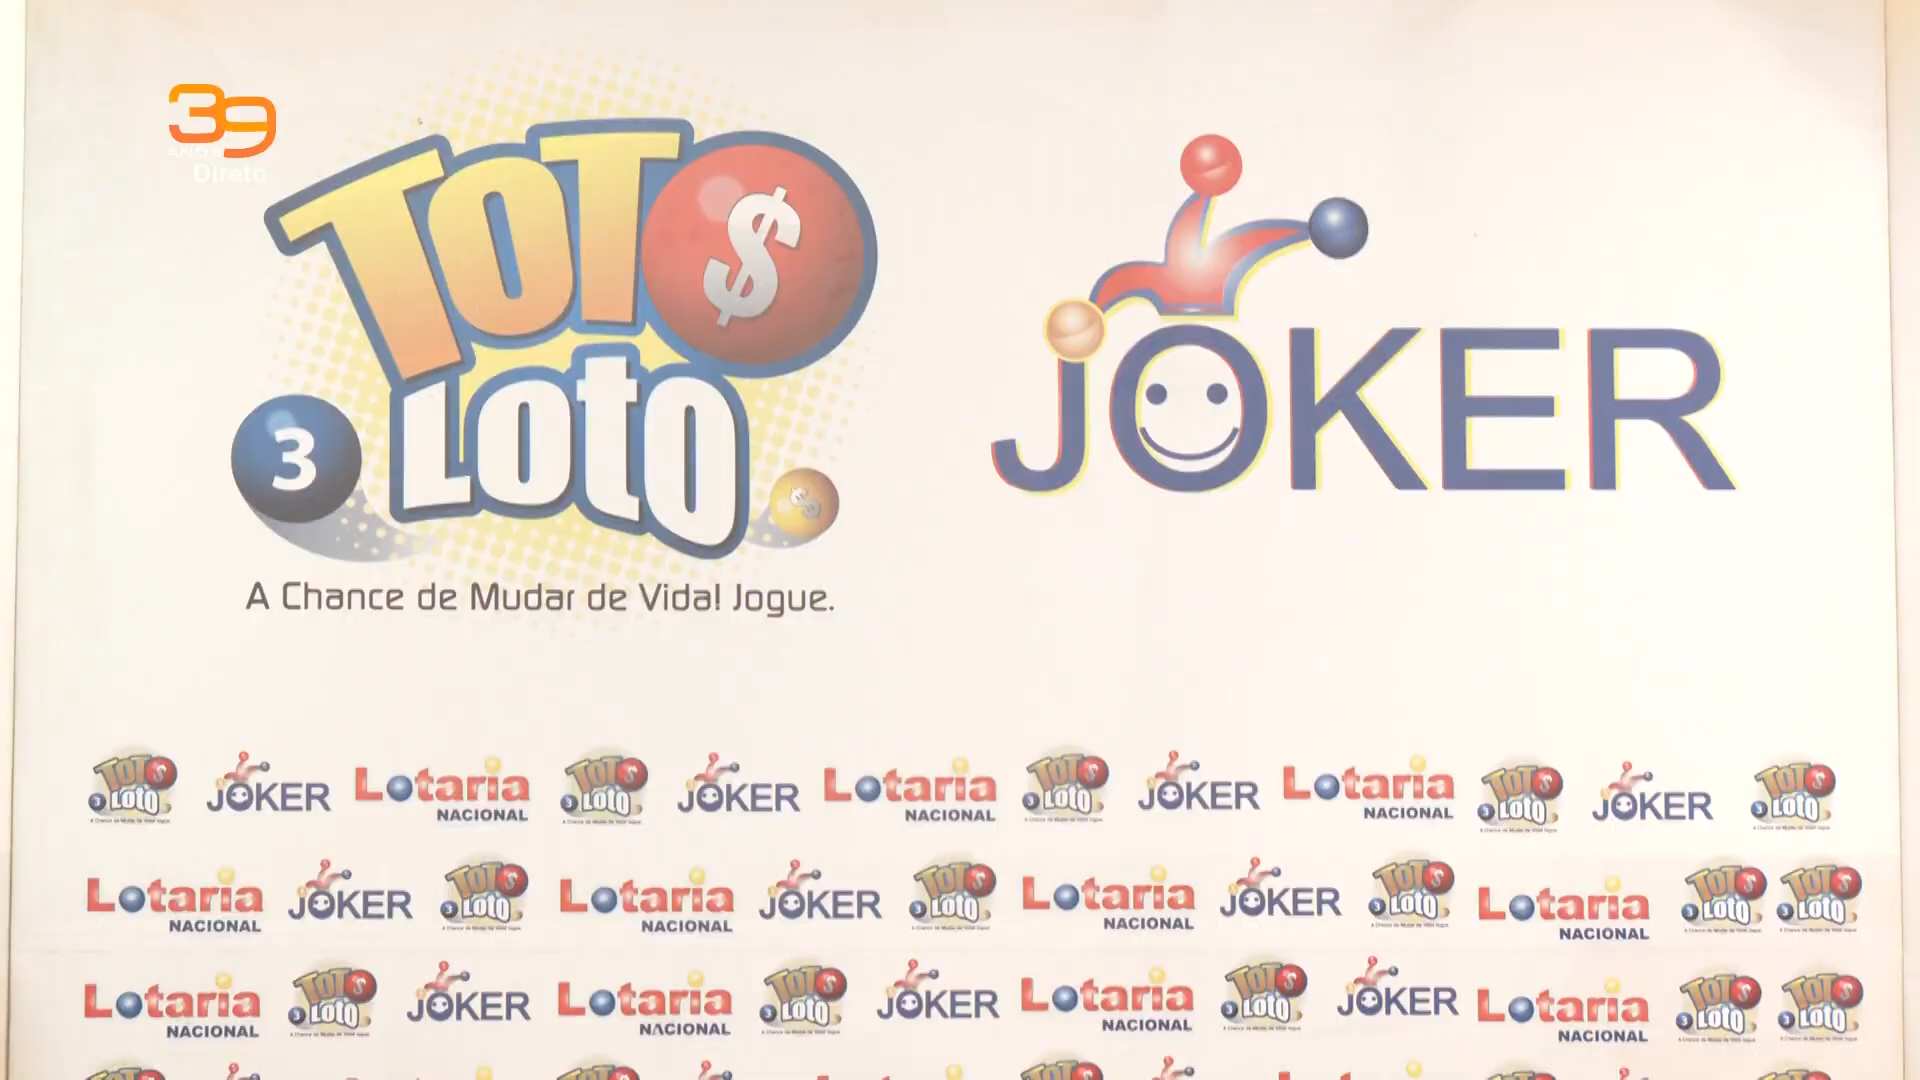 39
ANOS
Direto
TOTO
$
3
LOTO
$
A Chance de Mudar de Vida! Jogue.
JOKER
TOTO LOTO JOKER Lotaria NACIONAL TOTO LOTO JOKER Lotaria NACIONAL TOTO LOTO JOKER Lotaria NACIONAL TOTO LOTO JOKER TOTO LOTO
Lotaria NACIONAL JOKER TOTO LOTO Lotaria NACIONAL JOKER TOTO LOTO Lotaria NACIONAL JOKER TOTO LOTO Lotaria NACIONAL TOTO LOTO TOTO LOTO
Lotaria NACIONAL TOTO LOTO JOKER Lotaria NACIONAL TOTO LOTO JOKER Lotaria NACIONAL TOTO LOTO JOKER Lotaria NACIONAL TOTO LOTO TOTO LOTO